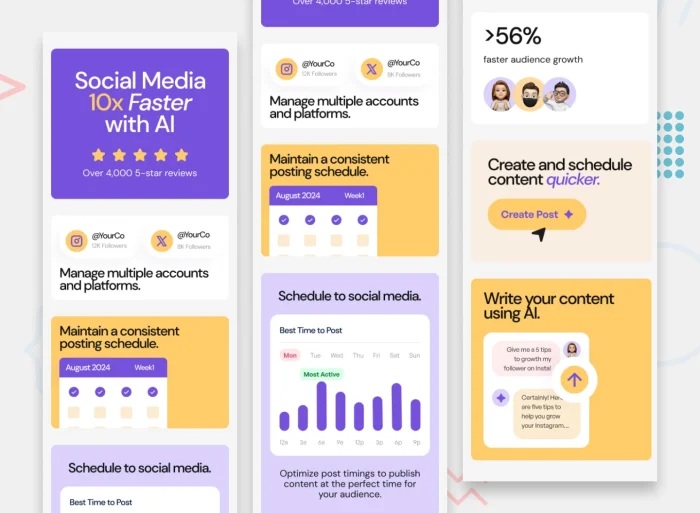 Social Media
10x Faster
with AI
Over 4,000 5-star reviews
@YourCo
12K Followers
@YourCo
9K Followers
Manage multiple accounts
and platforms.
Maintain a consistent
posting schedule.
August 2024
Week1
Schedule to social media.
Best Time to Post
Over 4,000 5-star reviews
@YourCo
12K Followers
@YourCo
9K Followers
Manage multiple accounts
and platforms.
Maintain a consistent
posting schedule.
August 2024
Week1
Schedule to social media.
Best Time to Post
Mon Tue Wed Thu Fri Sat Sun
Most Active
12a 3a 6a 9a 12p 3p 6p 9p
Optimize post timings to publish
content at the perfect time for
your audience.
>56%
faster audience growth
Create and schedule
content quicker.
Create Post
Write your content
using AI.
Give me a 5 tips
to growth my
follower on Insta!
Certainly!
are five tips to
help you grow
your Instagram...